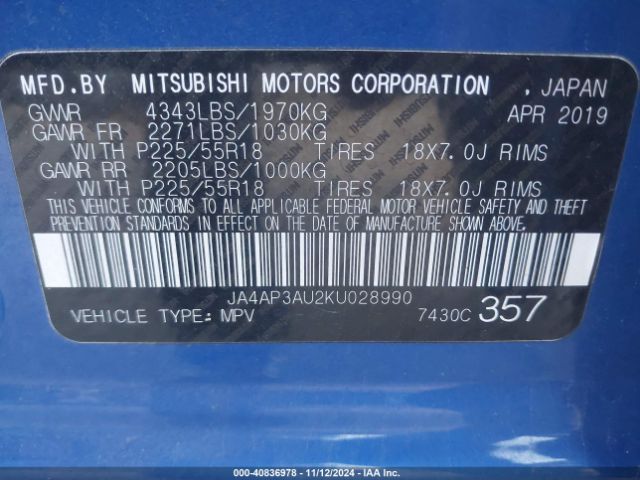 MFD.BY MITSUBISHI MOTORS CORPORATION , JAPAN
GVWR 4343LBS/1970KG APR 2019
GAWR FR 2271LBS/1030KG
WITH P225/55R18 TIRES 18X7.0J RIMS
GAWR RR 2205LBS/1000KG
WITH P225/55R18 TIRES 18X7.0J RIMS
THIS VEHICLE CONFORMS TO ALL APPLICABLE FEDERAL MOTOR VEHICLE SAFETY AND THEFT
PREVENTION STANDARDS IN EFFECT ON THE DATE OF MANUFACTURE SHOWN ABOVE.
JA4AP3AU2KU028990
VEHICLE TYPE: MPV 7430C 357
000-40836978 - 11/12/2024 - IAA Inc.